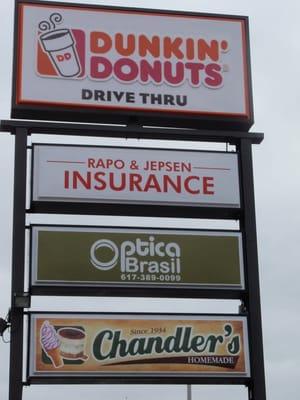 DD
DUNKIN'
DONUTS
DRIVE THRU
RAPO & JEPSEN
INSURANCE
Optica
Brasil
617-389-0099
Since 1934
Chandler's
HOMEMADE